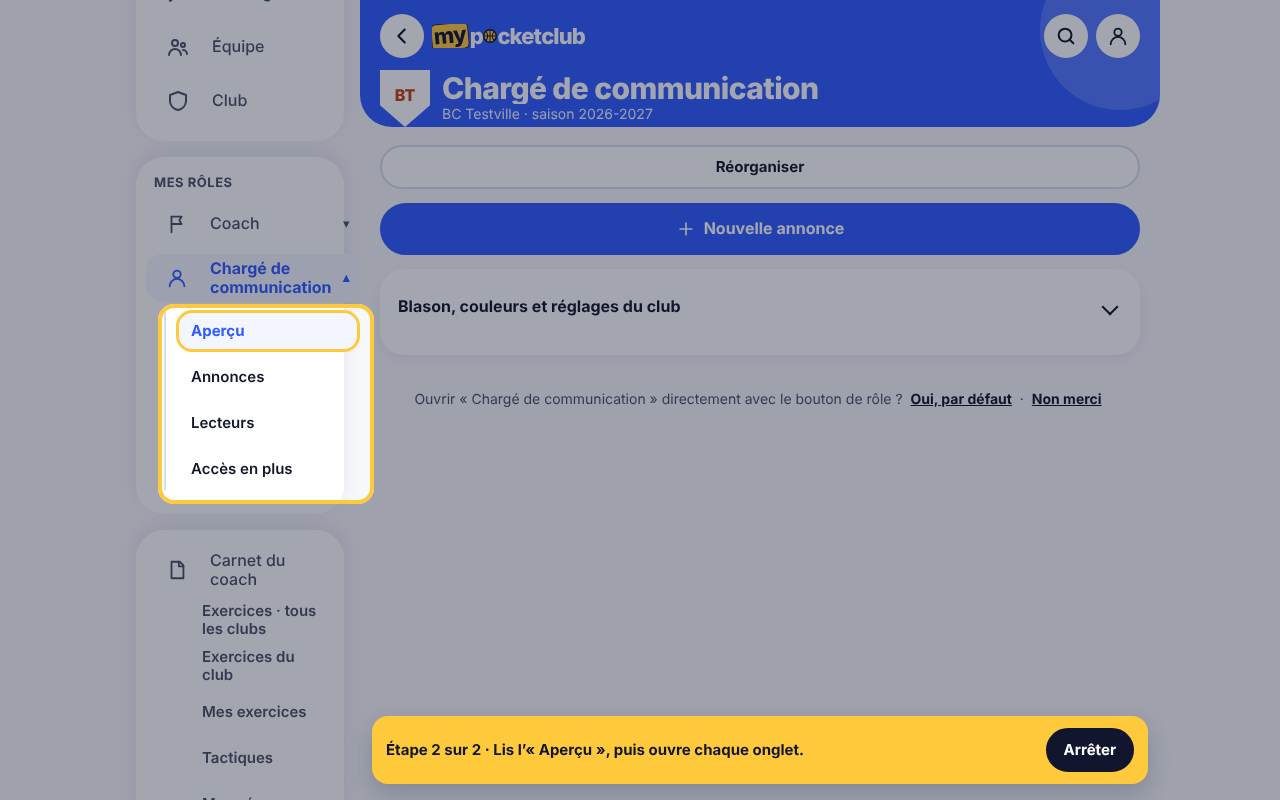 Équipe
Club
MES RÔLES
Coach
Chargé de
communication
Aperçu
Annonces
Lecteurs
Accès en plus
Carnet du
coach
Exercices · tous
les clubs
Exercices du
club
Mes exercices
Tactiques
mypocketclub
BT
Chargé de communication
BC Testville · saison 2026-2027
Réorganiser
Nouvelle annonce
Blason, couleurs et réglages du club
Ouvrir « Chargé de communication » directement avec le bouton de rôle ? Oui, par défaut · Non merci
Étape 2 sur 2 · Lis l’« Aperçu », puis ouvre chaque onglet.
Arrêter